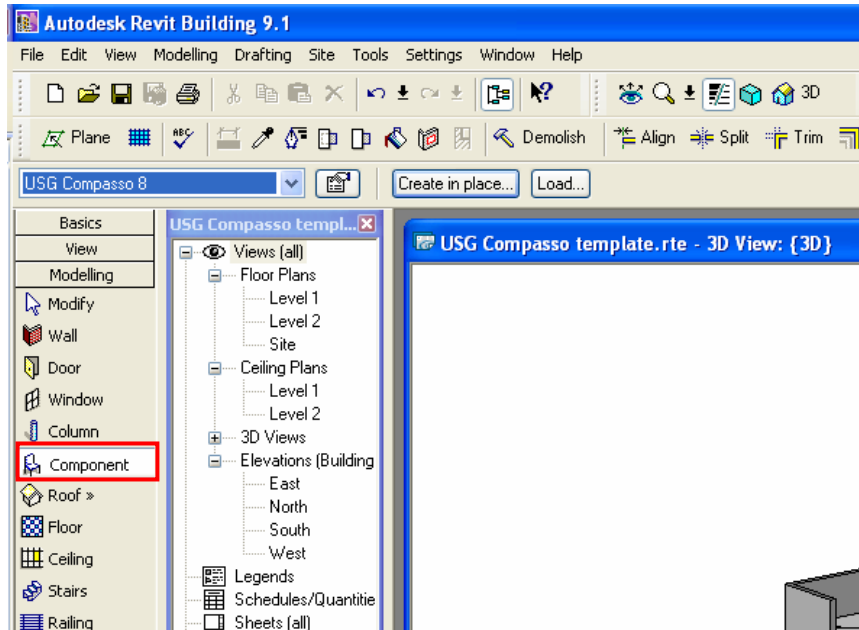 Autodesk Revit Building 9.1
File Edit View Modelling Drafting Site Tools Settings Window Help
3D
Plane ABC Demolish Align Split Trim
USG Compasso 8 Create in place... Load...
Basics
View
Modelling
Modify
Wall
Door
Window
Column
Component
Roof »
Floor
Ceiling
Stairs
Railing
USG Compasso templ...
Views (all)
Floor Plans
Level 1
Level 2
Site
Ceiling Plans
Level 1
Level 2
3D Views
Elevations (Building
East
North
South
West
Legends
Schedules/Quantitie
Sheets (all)
USG Compasso template.rte - 3D View: {3D}